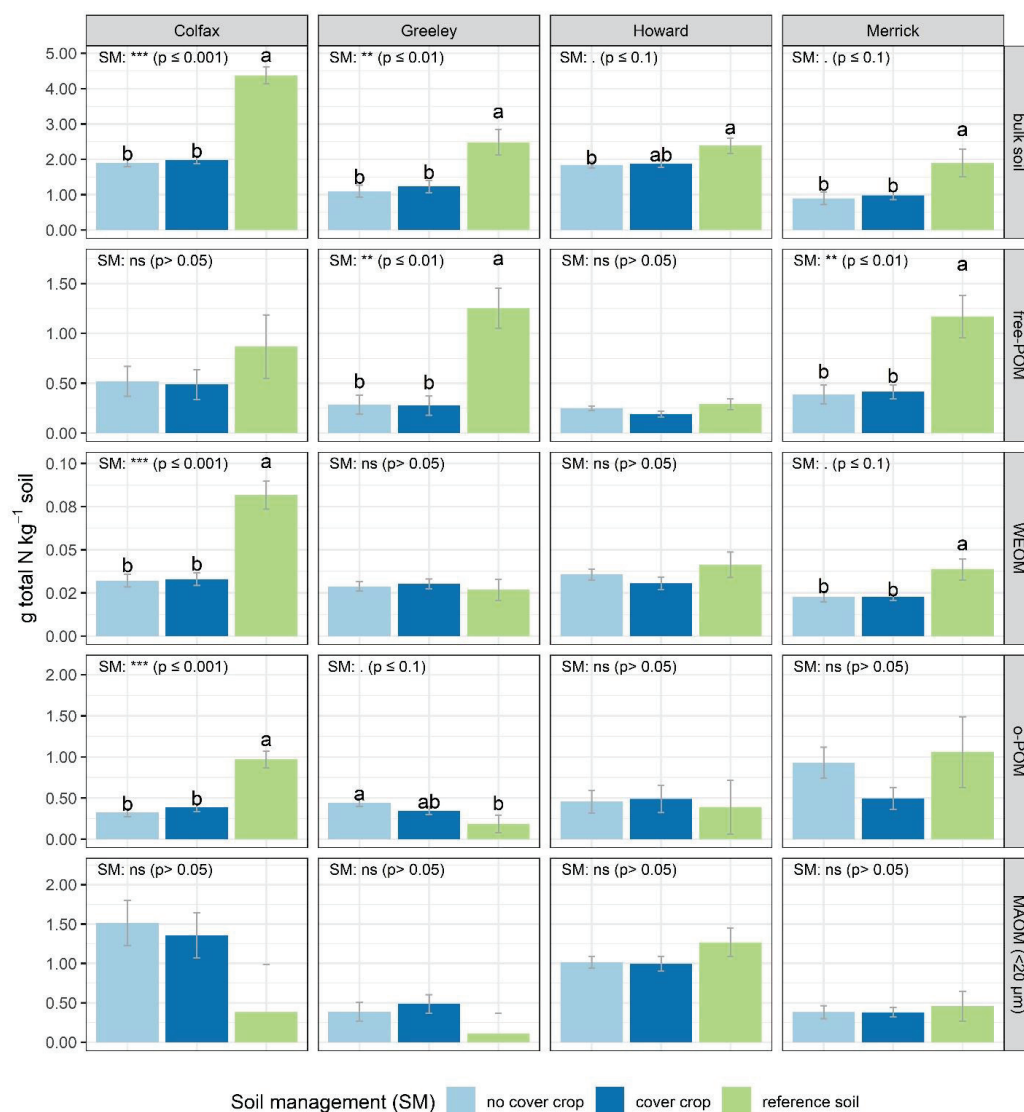 Colfax Greeley Howard Merrick
SM: *** (p ≤ 0.001) SM: ** (p ≤ 0.01) SM: . (p ≤ 0.1) SM: . (p ≤ 0.1)
5.00
4.00
3.00
2.00
1.00
0.00
b b a
b b a
b ab a
b b a
bulk soil
SM: ns (p> 0.05) SM: ** (p ≤ 0.01) SM: ns (p> 0.05) SM: ** (p ≤ 0.01)
1.50
1.00
0.50
0.00
b b a
b b a
free-POM
SM: *** (p ≤ 0.001) SM: ns (p> 0.05) SM: ns (p> 0.05) SM: . (p ≤ 0.1)
0.10
0.08
0.05
0.02
0.00
b b a
b b a
WEOM
g total N kg⁻¹ soil
SM: *** (p ≤ 0.001) SM: . (p ≤ 0.1) SM: ns (p> 0.05) SM: ns (p> 0.05)
2.00
1.50
1.00
0.50
0.00
b b a
a ab b
o-POM
SM: ns (p> 0.05) SM: ns (p> 0.05) SM: ns (p> 0.05) SM: ns (p> 0.05)
2.00
1.50
1.00
0.50
0.00
MAOM (<20 μm)
Soil management (SM) no cover crop cover crop reference soil